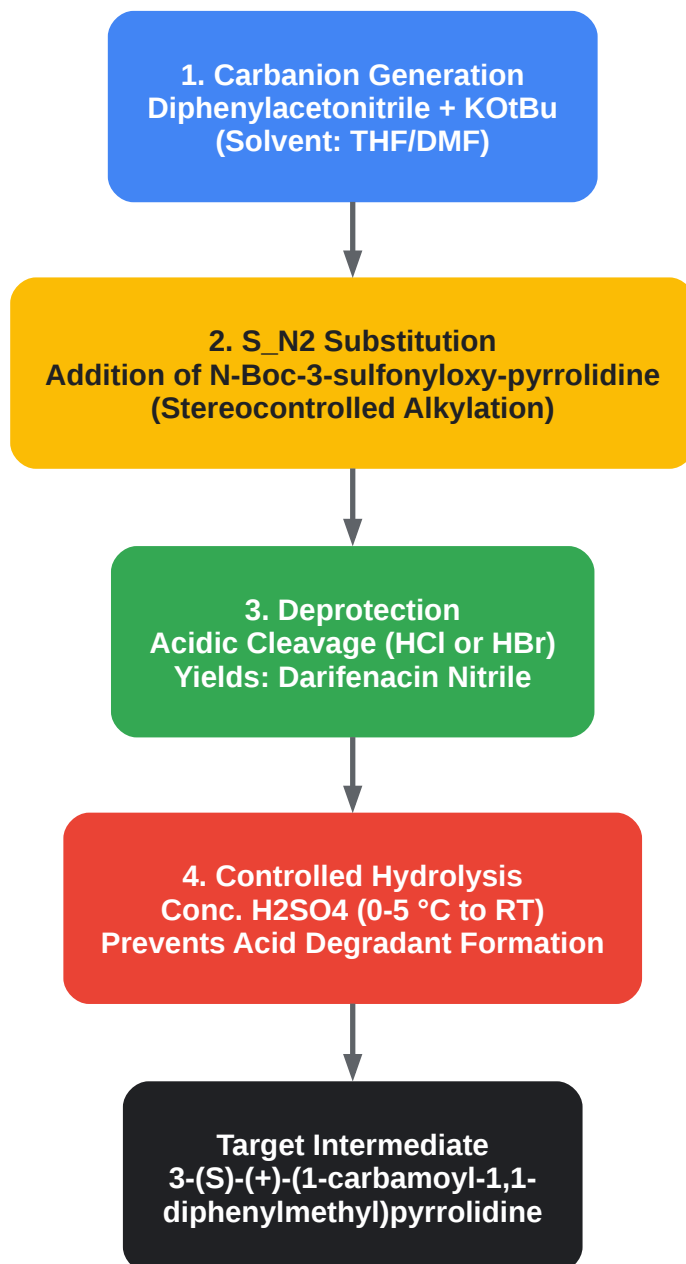 1. Carbanion Generation
Diphenylacetonitrile + KOtBu
(Solvent: THF/DMF)
2. S_N2 Substitution
Addition of N-Boc-3-sulfonyloxy-pyrrolidine
(Stereocontrolled Alkylation)
3. Deprotection
Acidic Cleavage (HCl or HBr)
Yields: Darifenacin Nitrile
4. Controlled Hydrolysis
Conc. H2SO4 (0-5 °C to RT)
Prevents Acid Degradant Formation
Target Intermediate
3-(S)-(+)-(1-carbamoyl-1,1-
diphenylmethyl)pyrrolidine